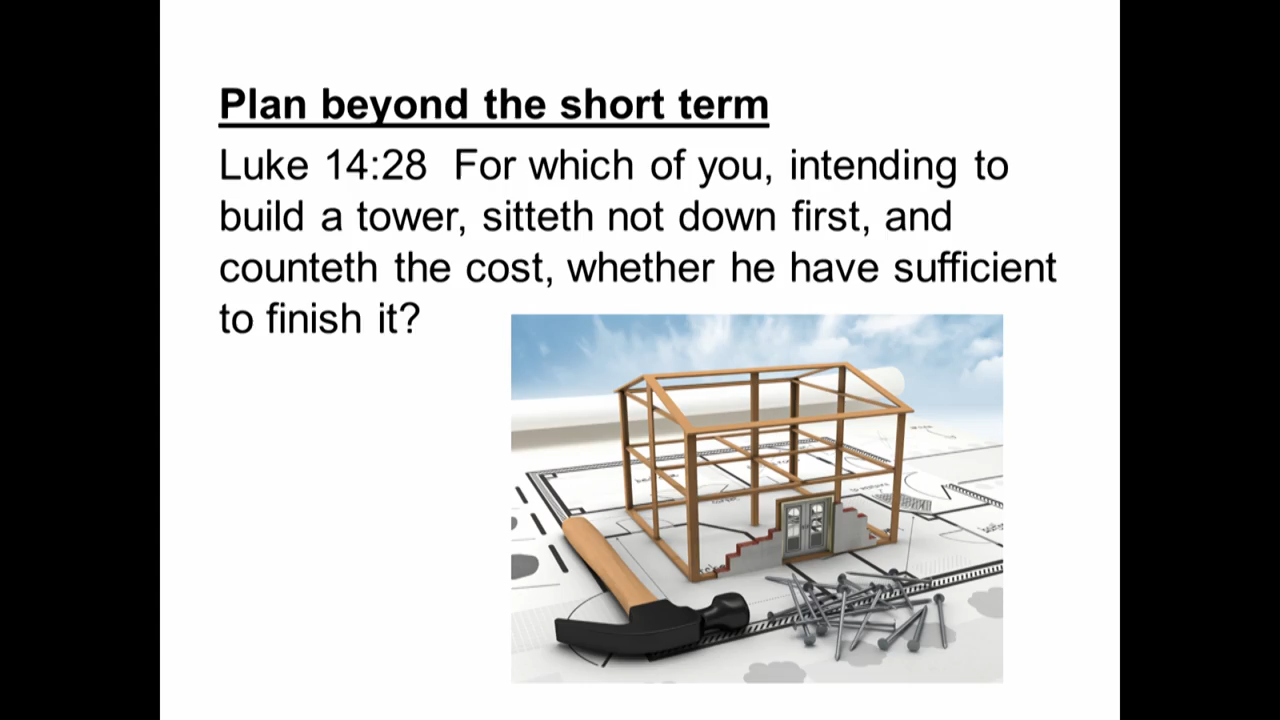 Plan beyond the short term
Luke 14:28  For which of you, intending to
build a tower, sitteth not down first, and
counteth the cost, whether he have sufficient
to finish it?